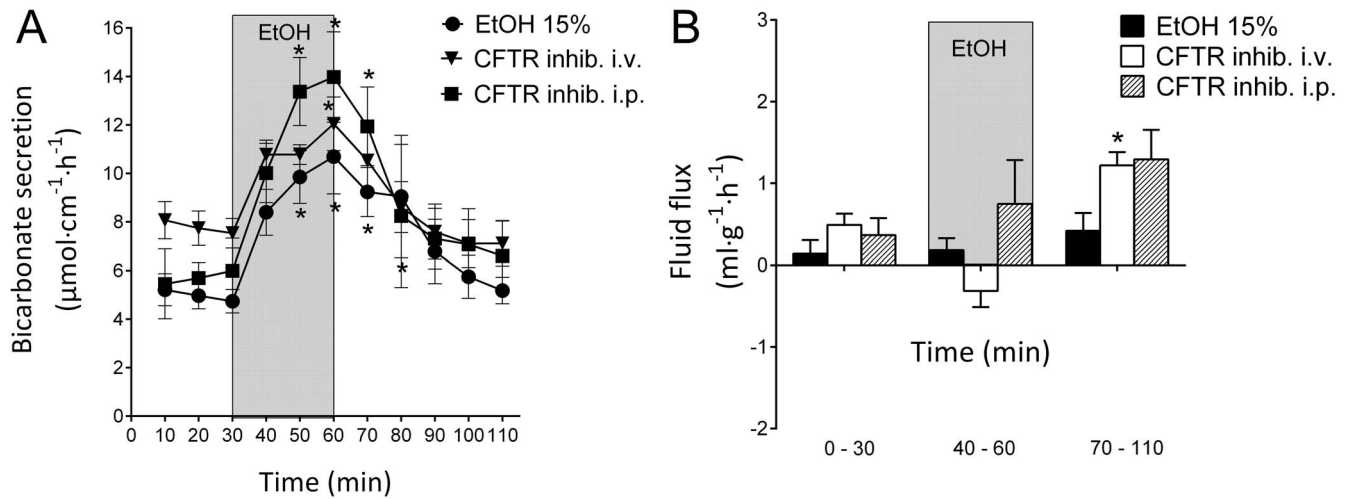 A
EtOH 15%
CFTR inhib. i.v.
CFTR inhib. i.p.
EtOH
Bicarbonate secretion
(µmol·cm⁻¹·h⁻¹)
16
14
12
10
8
6
4
2
0
* * * * * * * *
0 10 20 30 40 50 60 70 80 90 100 110
Time (min)
B
EtOH 15%
CFTR inhib. i.v.
CFTR inhib. i.p.
EtOH
Fluid flux
(ml·g⁻¹·h⁻¹)
3
2
1
0
-1
-2
*
Time (min)
0 - 30 40 - 60 70 - 110